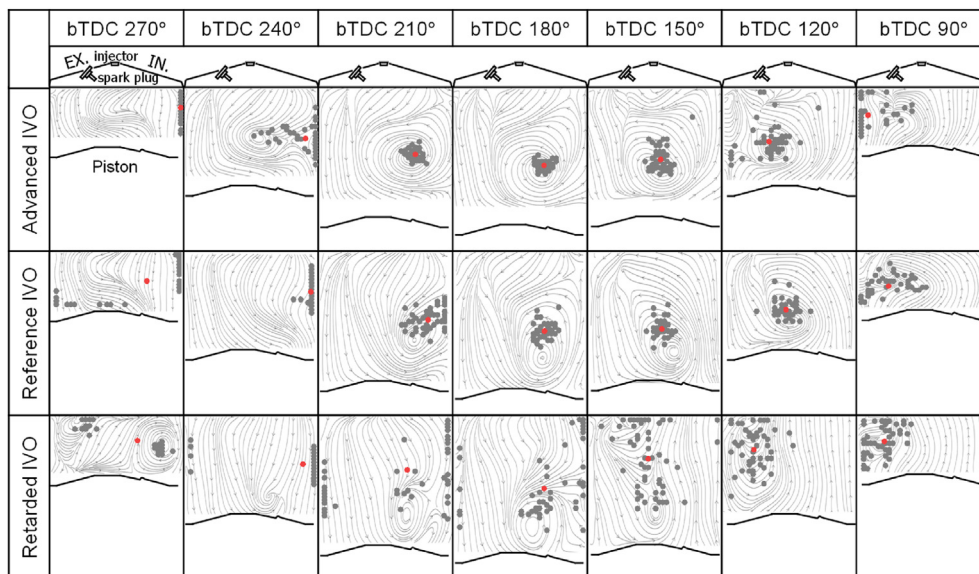 bTDC 270° bTDC 240° bTDC 210° bTDC 180° bTDC 150° bTDC 120° bTDC 90°
EX. injector IN.
spark plug
Advanced IVO
Piston
Reference IVO
Retarded IVO